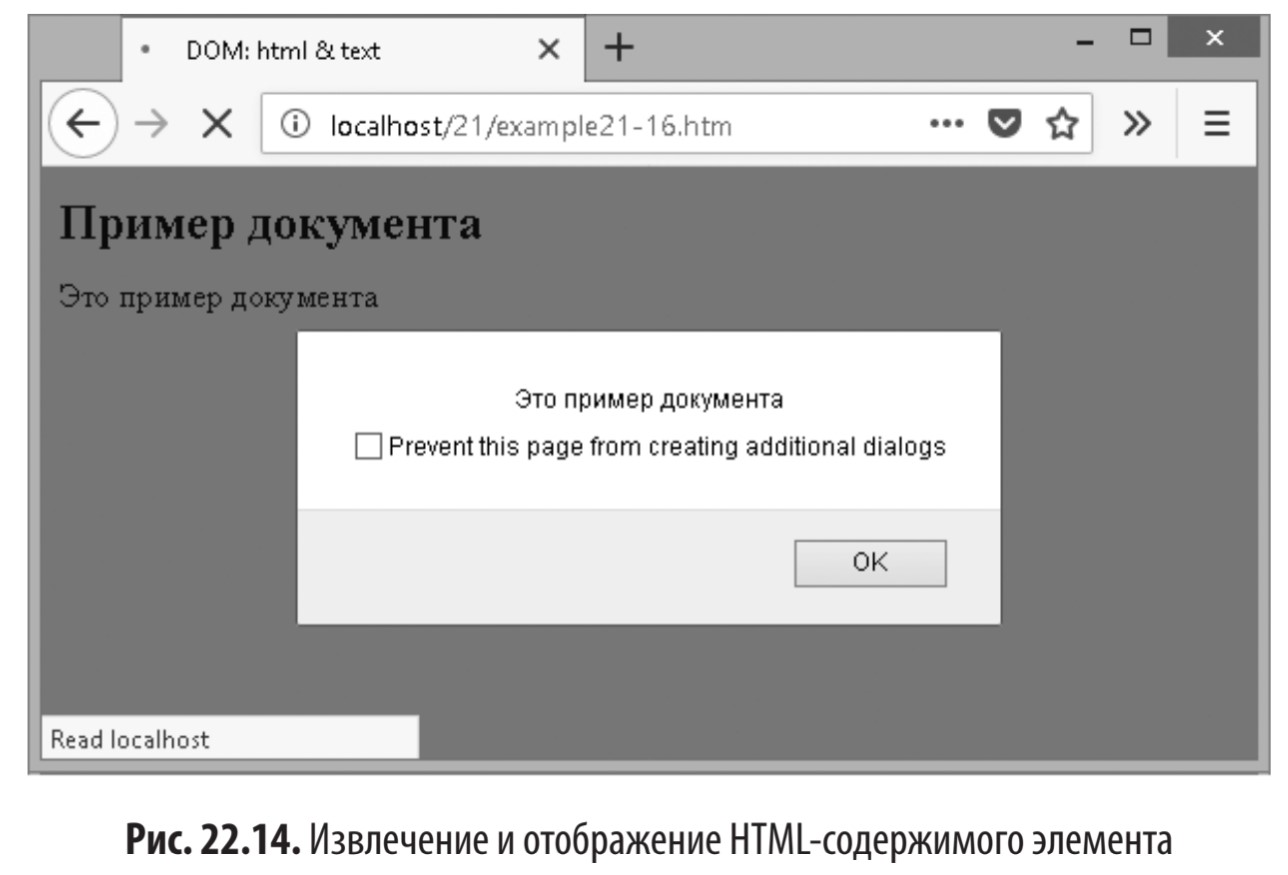 DOM: html & text
localhost/21/example21-16.htm
Пример документа
Это пример документа
Это пример документа
Prevent this page from creating additional dialogs
OK
Read localhost
Рис. 22.14. Извлечение и отображение HTML-содержимого элемента